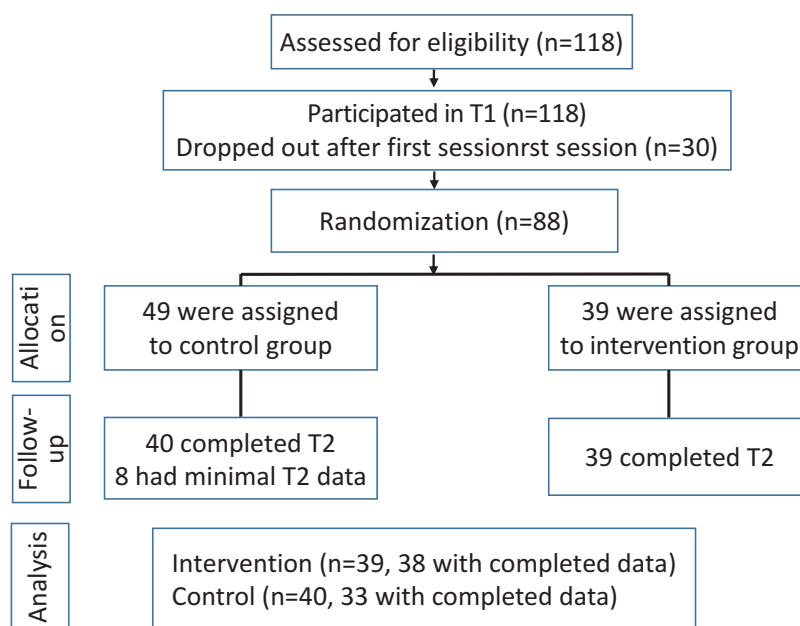 Assessed for eligibility (n=118)
Participated in T1 (n=118)
Dropped out after first sessionrst session (n=30)
Randomization (n=88)
Allocati
on
49 were assigned
to control group
39 were assigned
to intervention group
Follow-
up
40 completed T2
8 had minimal T2 data
39 completed T2
Analysis
Intervention (n=39, 38 with completed data)
Control (n=40, 33 with completed data)